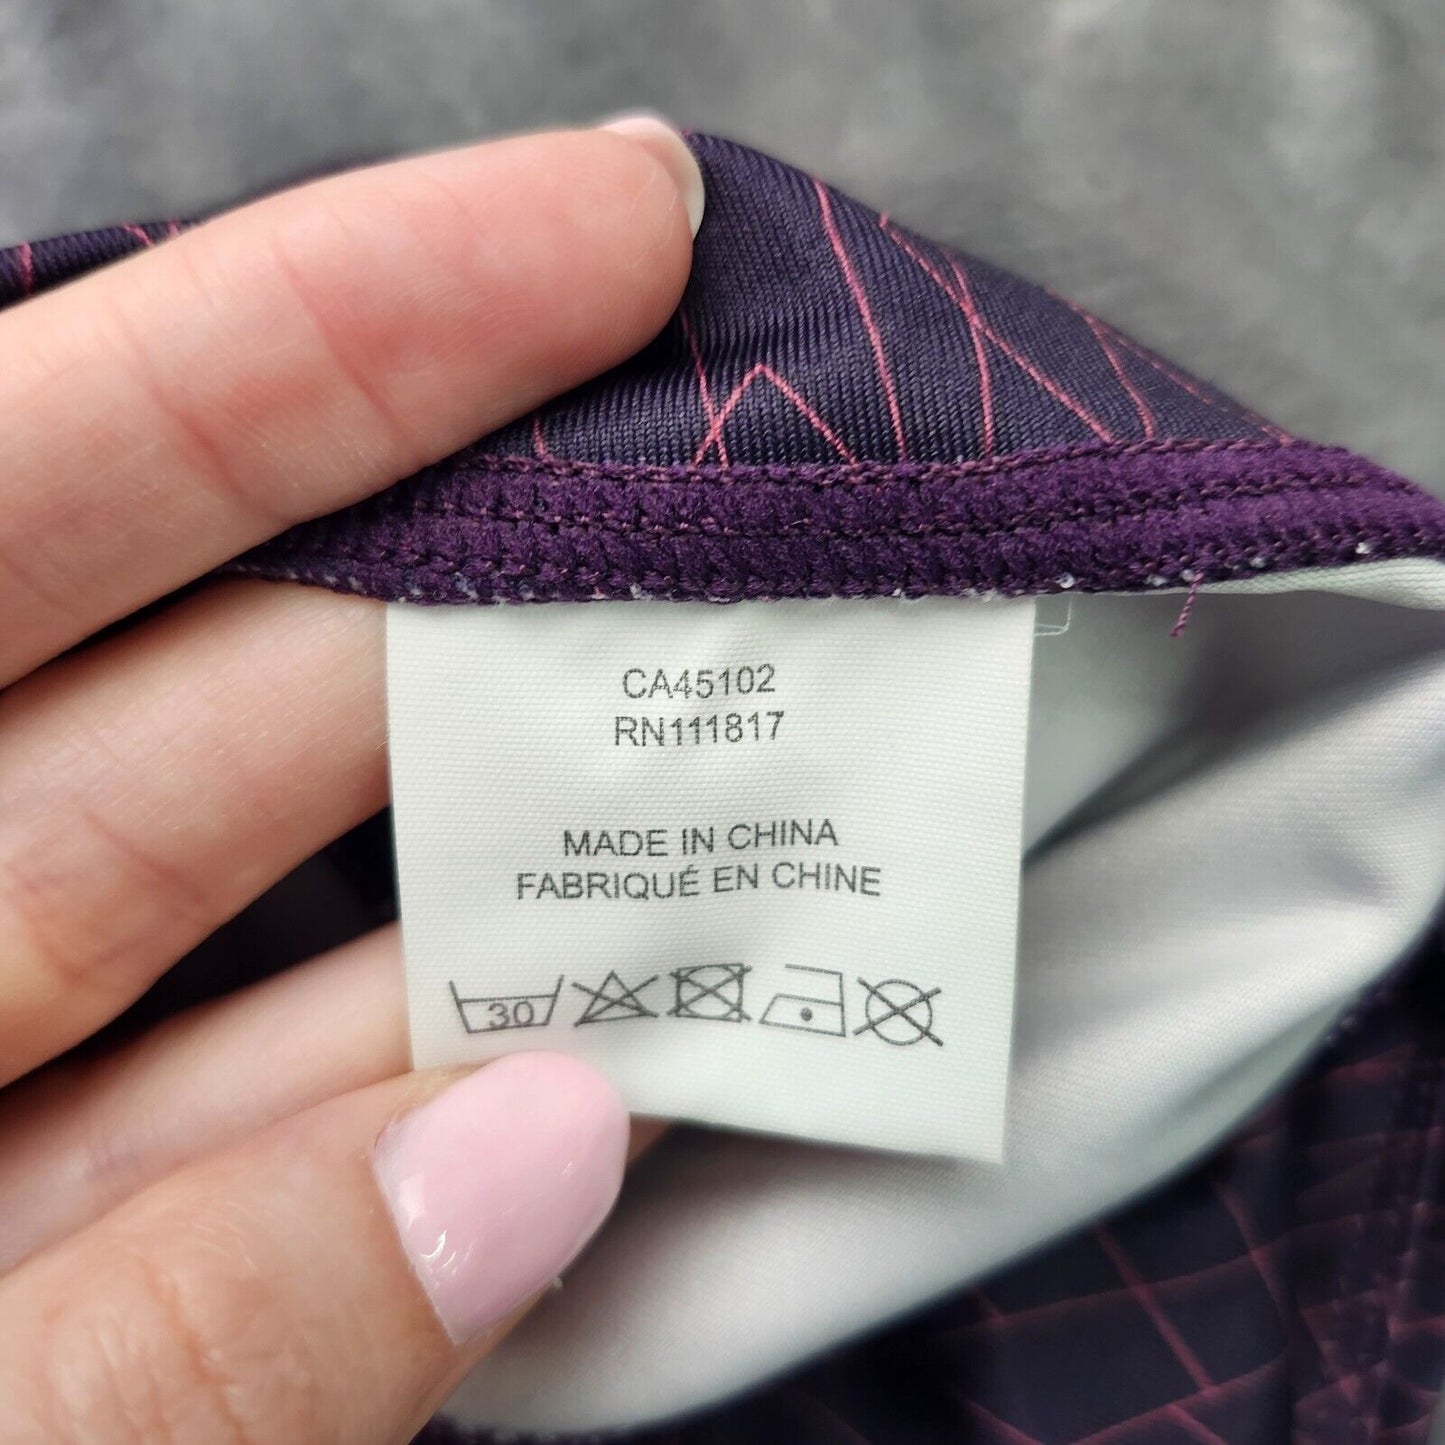 CA45102
RN111817
MADE IN CHINA
FABRIQUÉ EN CHINE
30